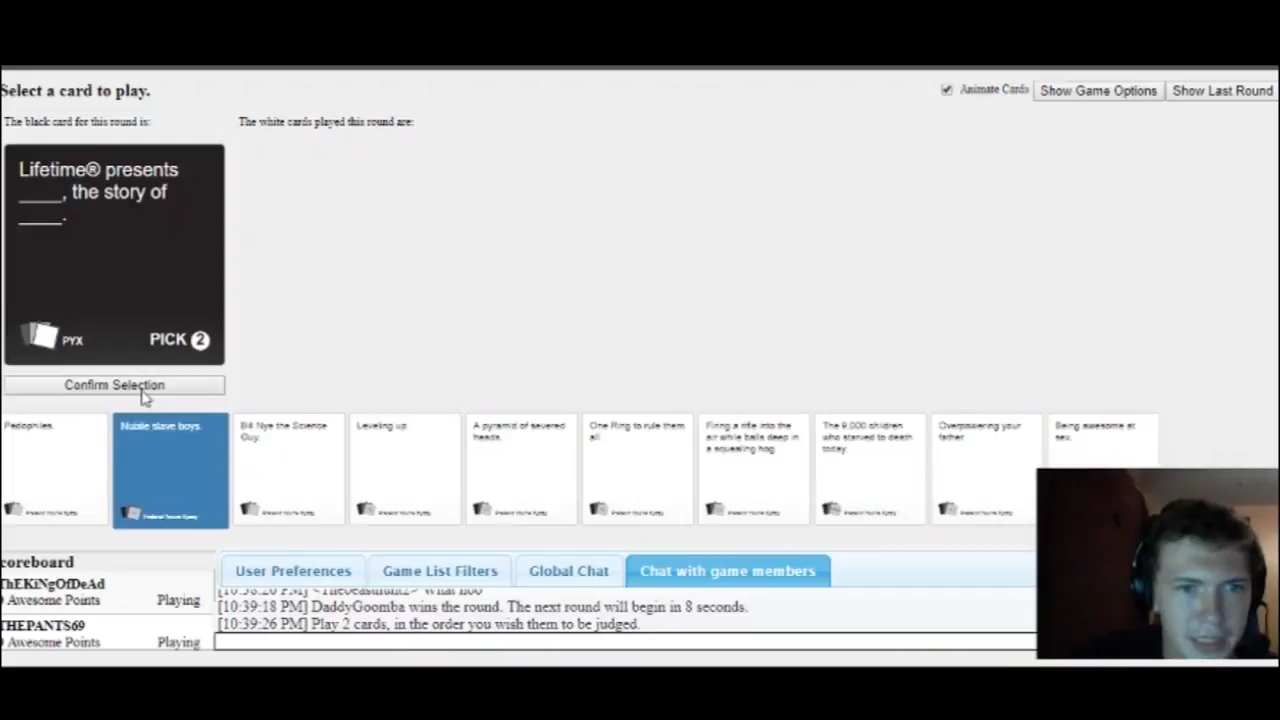 Select a card to play.
Animate Cards
Show Game Options
Show Last Round
The black card for this round is:
The white cards played this round are:
Lifetime® presents
____, the story of
____.
PYX
PICK 2
Confirm Selection
Pedophiles.
Nubile slave boys.
Bill Nye the Science
Guy.
Leveling up.
A pyramid of severed
heads.
One Ring to rule them
all.
Firing a rifle into the
air while balls deep in
a squealing hog.
The 9,000 children
who starved to death
today.
Overpowering your
father.
Being awesome at
sex.
coreboard
ThEKiNgOfDeAd
Awesome Points
Playing
THEPANTS69
0 Awesome Points
Playing
User Preferences
Game List Filters
Global Chat
Chat with game members
[10:39:18 PM] DaddyGoomba wins the round. The next round will begin in 8 seconds.
[10:39:26 PM] Play 2 cards, in the order you wish them to be judged.